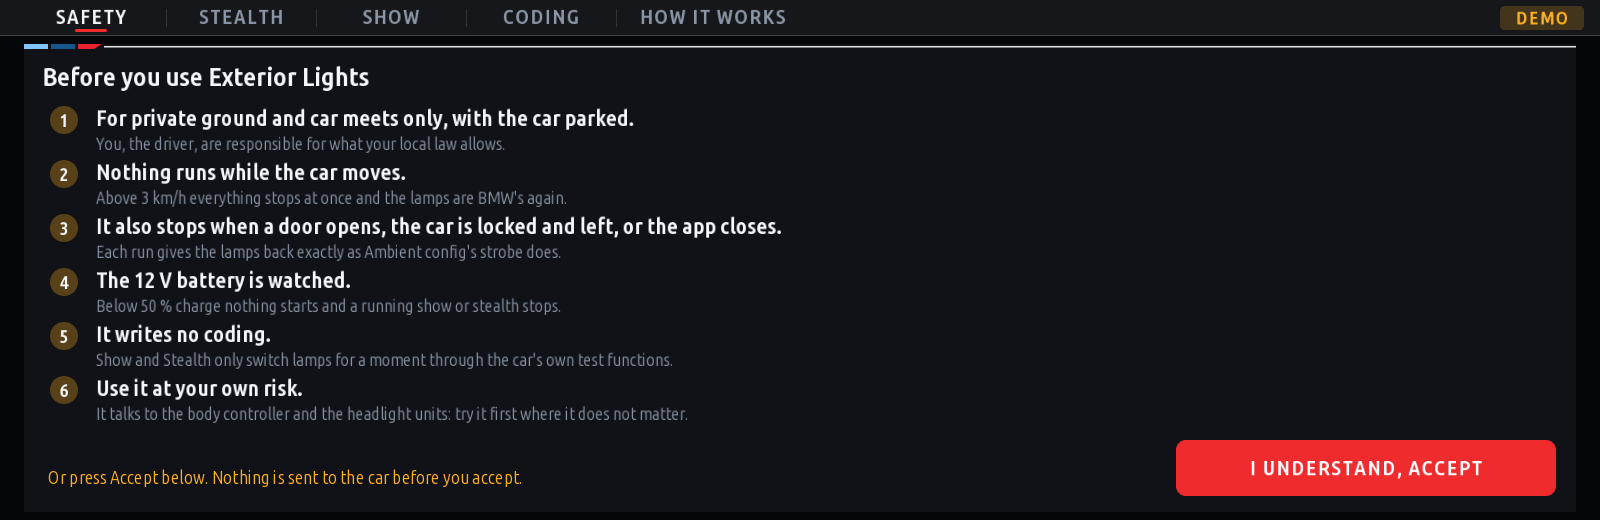 SAFETY
STEALTH
SHOW
CODING
HOW IT WORKS
DEMO
Before you use Exterior Lights
1
For private ground and car meets only, with the car parked.
You, the driver, are responsible for what your local law allows.
2
Nothing runs while the car moves.
Above 3 km/h everything stops at once and the lamps are BMW's again.
3
It also stops when a door opens, the car is locked and left, or the app closes.
Each run gives the lamps back exactly as Ambient config's strobe does.
4
The 12 V battery is watched.
Below 50 % charge nothing starts and a running show or stealth stops.
5
It writes no coding.
Show and Stealth only switch lamps for a moment through the car's own test functions.
6
Use it at your own risk.
It talks to the body controller and the headlight units: try it first where it does not matter.
Or press Accept below. Nothing is sent to the car before you accept.
I UNDERSTAND, ACCEPT